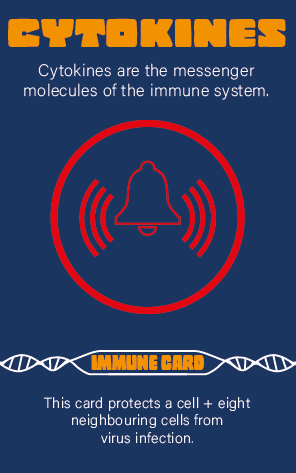 CYTOKINES
Cytokines are the messenger
molecules of the immune system.
IMMUNE CARD
This card protects a cell + eight
neighbouring cells from
virus infection.